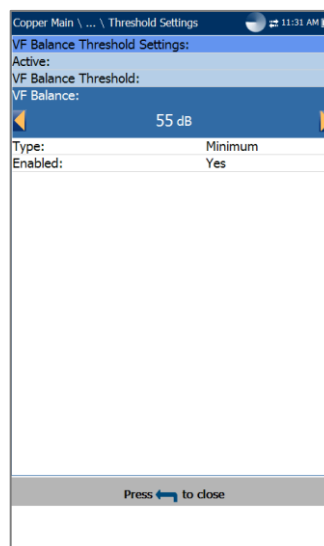 Copper Main \ ... \ Threshold Settings 11:31 AM
VF Balance Threshold Settings:
Active:
VF Balance Threshold:
VF Balance:
55 dB
Type: Minimum
Enabled: Yes
Press to close